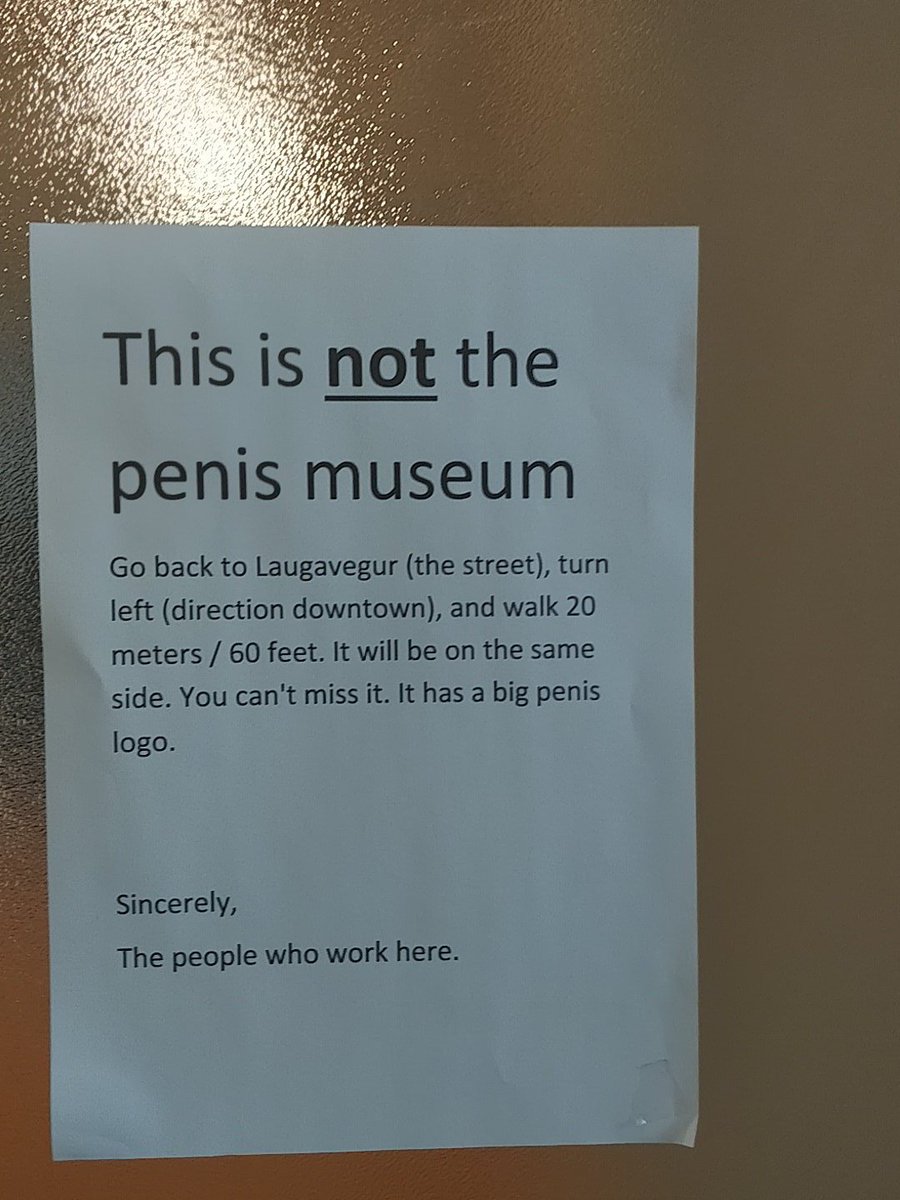 This is not the
penis museum
Go back to Laugavegur (the street), turn
left (direction downtown), and walk 20
meters / 60 feet. It will be on the same
side. You can't miss it. It has a big penis
logo.
Sincerely,
The people who work here.